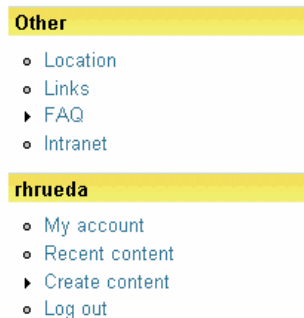 Other
Location
Links
FAQ
Intranet
rhrueda
My account
Recent content
Create content
Log out